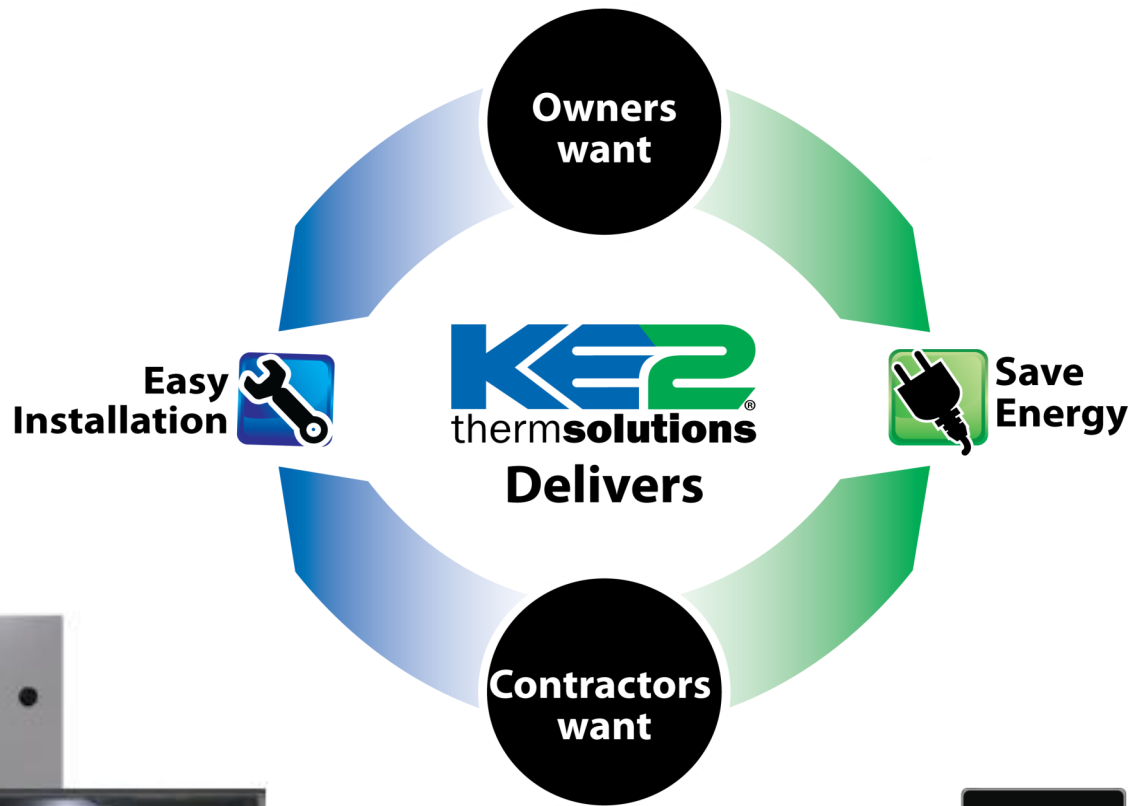 Owners
want
Easy
Installation
KE2
®
thermsolutions
Delivers
Save
Energy
Contractors
want